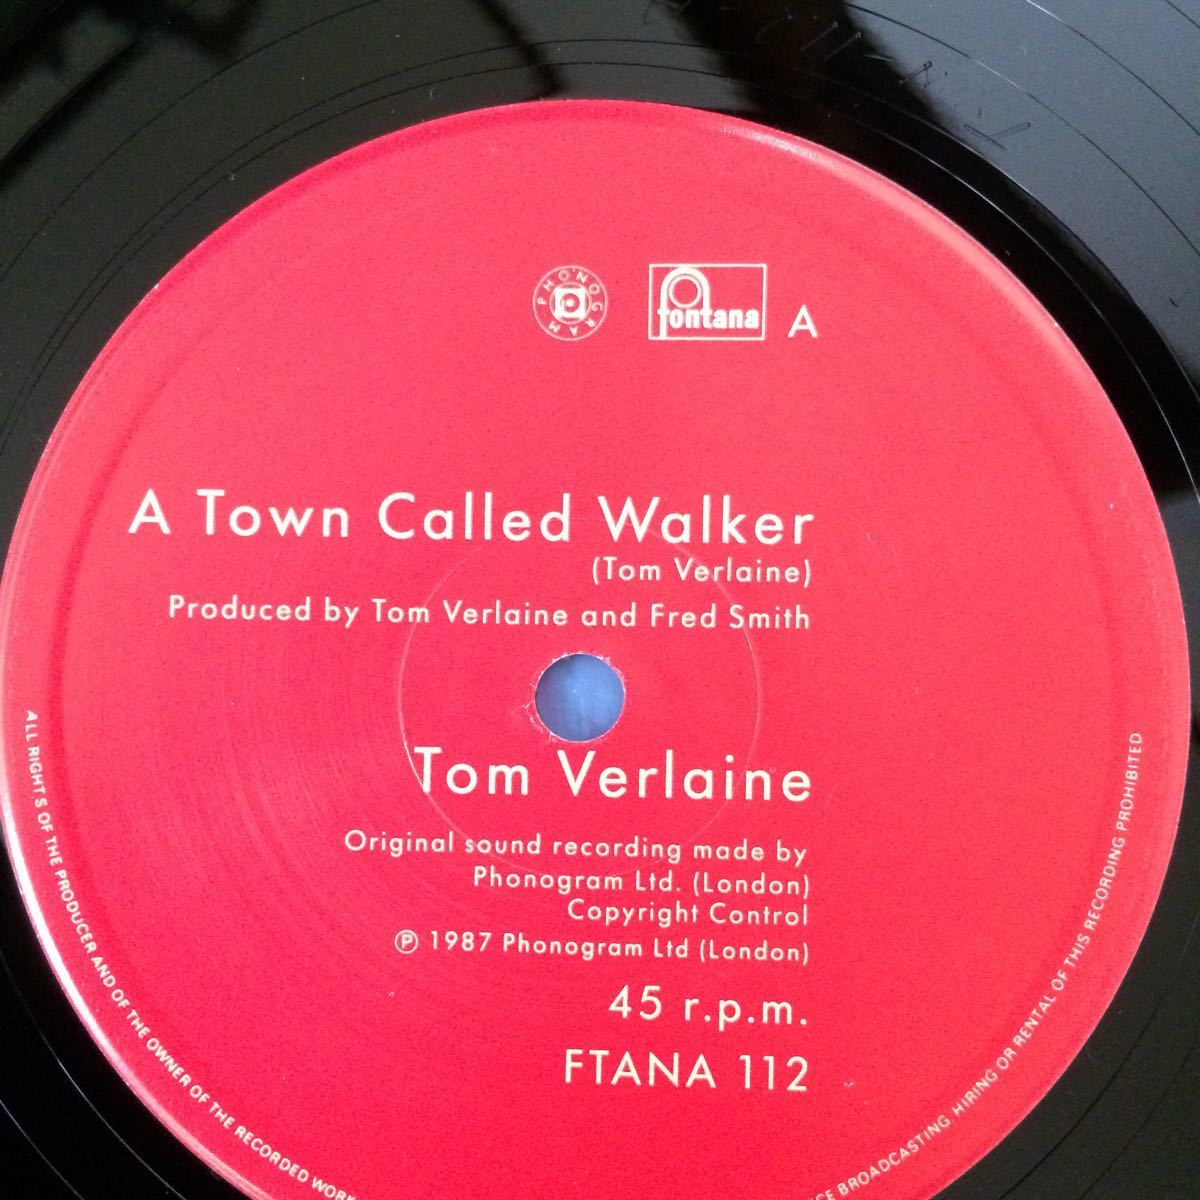 PHONOGRAM
fontana
A
A Town Called Walker
(Tom Verlaine)
Produced by Tom Verlaine and Fred Smith
Tom Verlaine
Original sound recording made by
Phonogram Ltd. (London)
Copyright Control
℗ 1987 Phonogram Ltd (London)
45 r.p.m.
FTANA 112
ALL RIGHTS OF THE PRODUCER AND OF THE OWNER OF THE RECORDED WORK
BROADCASTING HIRING OR RENTAL OF THIS RECORDING PROHIBITED